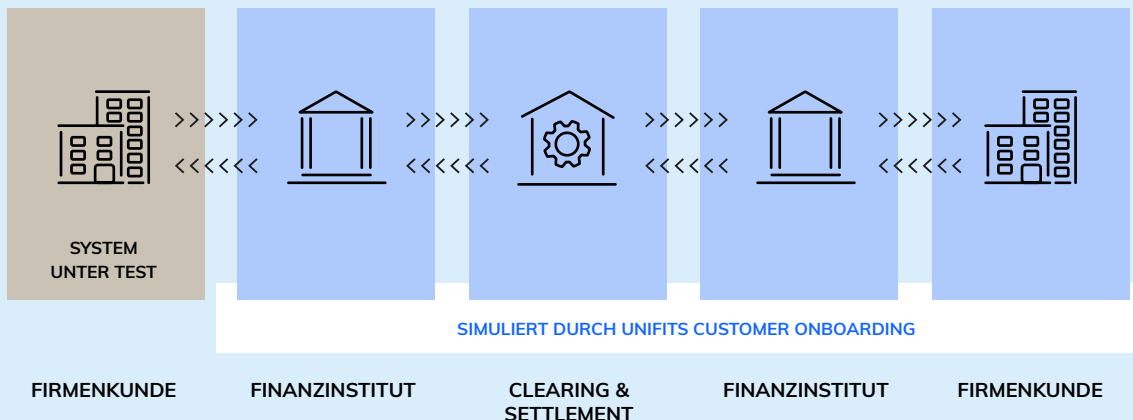 SYSTEM
UNTER TEST
SIMULIERT DURCH UNIFITS CUSTOMER ONBOARDING
FIRMENKUNDE
FINANZINSTITUT
CLEARING &
SETTLEMENT
FINANZINSTITUT
FIRMENKUNDE